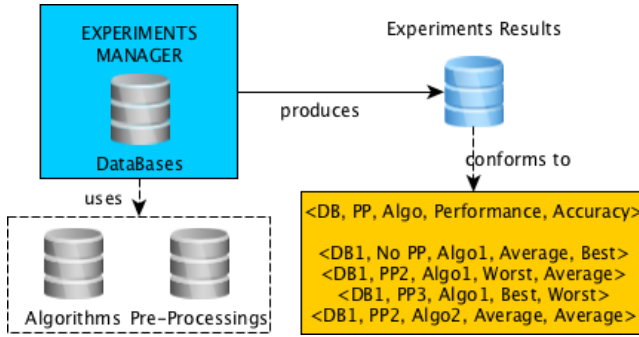 EXPERIMENTS
MANAGER
DataBases
Experiments Results
produces
conforms to
uses
Algorithms
Pre-Processings
<DB, PP, Algo, Performance, Accuracy>
<DB1, No PP, Algo1, Average, Best>
<DB1, PP2, Algo1, Worst, Average>
<DB1, PP3, Algo1, Best, Worst>
<DB1, PP2, Algo2, Average, Average>